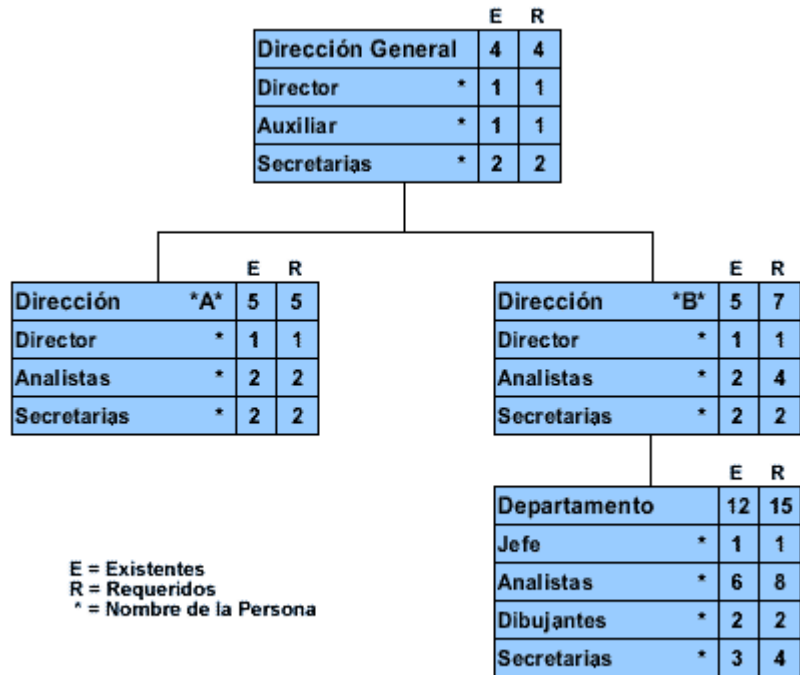 E R
Dirección General 4 4
Director * 1 1
Auxiliar * 1 1
Secretarias * 2 2
E R
Dirección *A* 5 5
Director * 1 1
Analistas * 2 2
Secretarias * 2 2
E R
Dirección *B* 5 7
Director * 1 1
Analistas * 2 4
Secretarias * 2 2
E R
Departamento 12 15
Jefe * 1 1
Analistas * 6 8
Dibujantes * 2 2
Secretarias * 3 4
E = Existentes
R = Requeridos
* = Nombre de la Persona